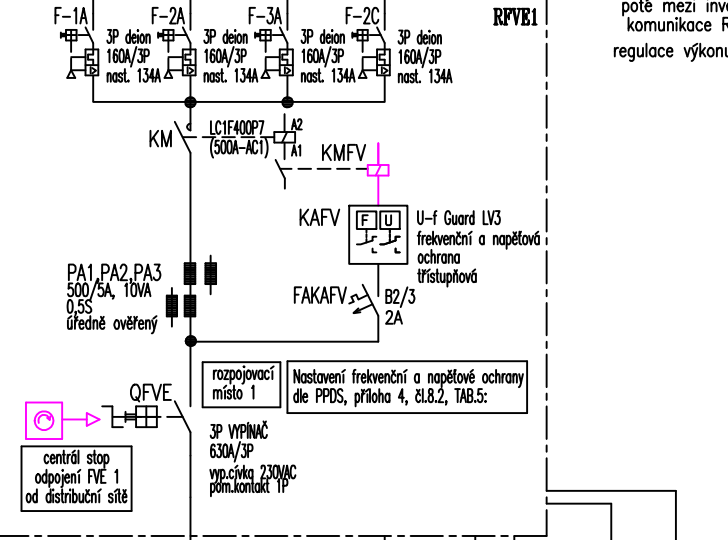 F-1A
F-2A
F-3A
F-2C
RFVE1
poté mezi
komunikace
regulace
3P deion
160A/3P
nast. 134A
3P deion
160A/3P
nast. 134A
3P deion
160A/3P
nast. 134A
3P deion
160A/3P
nast. 134A
KM
LC1F400P7
(500A-AC1)
A2
A1
KMFV
KAFV
F
U
U-f Guard LV3
frekvenční a napěťová
ochrana
třístupňová
PA1,PA2,PA3
500/5A, 10VA
0,5S
úředně ověřený
FAKAFV
B2/3
2A
rozpojovací
místo 1
Nastavení frekvenční a napěťové ochrany
dle PPDS, příloha 4, čl.8.2, TAB.5:
QFVE
3P VYPÍNAČ
630A/3P
vyp.cívka 230VAC
pom.kontakt 1P
centrál stop
odpojení FVE 1
od distribuční sítě